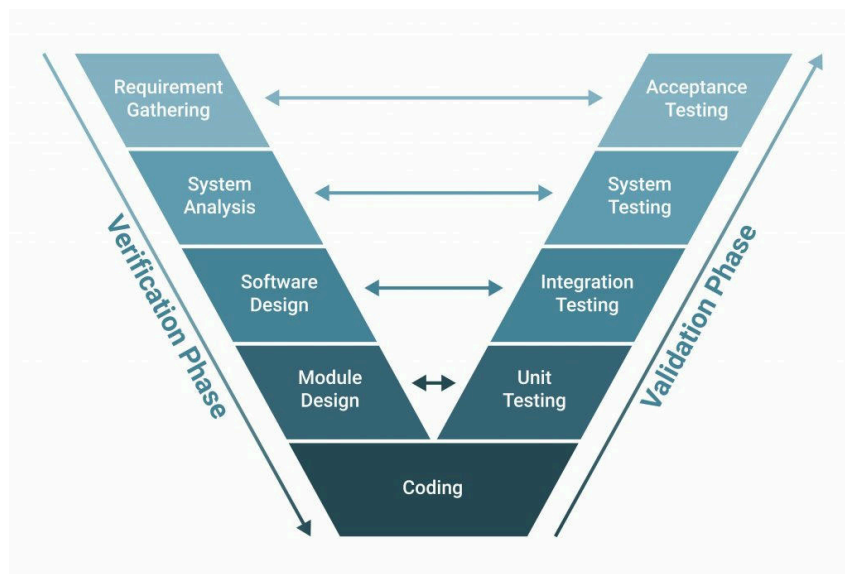 Requirement
Gathering
Acceptance
Testing
System
Analysis
System
Testing
Software
Design
Integration
Testing
Module
Design
Unit
Testing
Coding
Verification Phase
Validation Phase